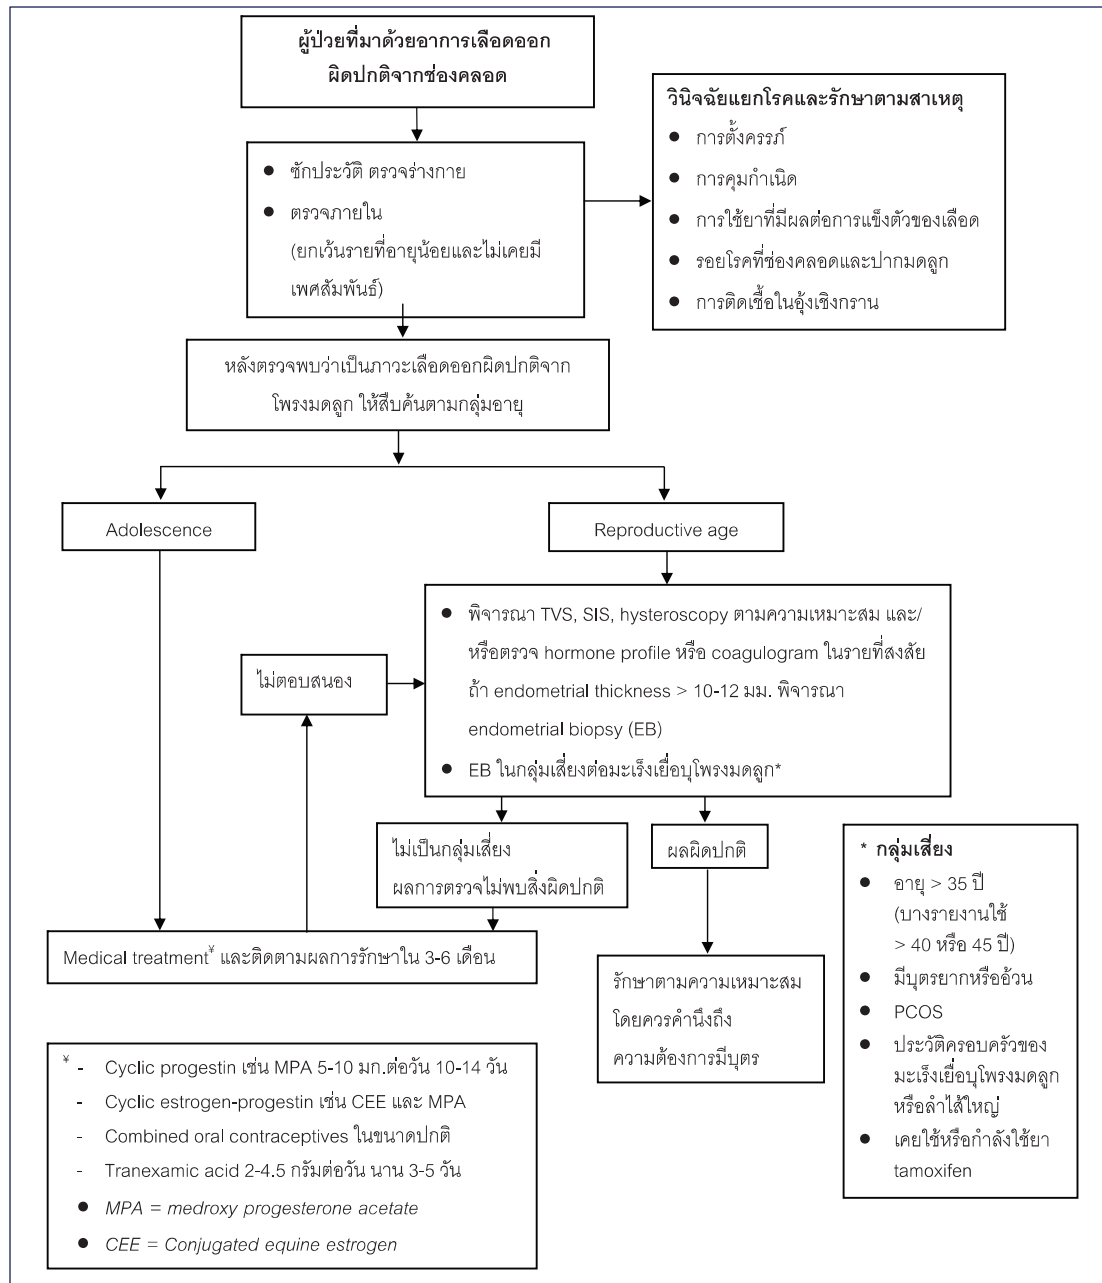 ผู้ป่วยที่มาด้วยอาการเลือดออก
ผิดปกติจากช่องคลอด
วินิจฉัยแยกโรคและรักษาตามสาเหตุ
● การตั้งครรภ์
● การคุมกำเนิด
● การใช้ยาที่มีผลต่อการแข็งตัวของเลือด
● รอยโรคที่ช่องคลอดและปากมดลูก
● การติดเชื้อในอุ้งเชิงกราน
● ซักประวัติ ตรวจร่างกาย
● ตรวจภายใน
(ยกเว้นรายที่อายุน้อยและไม่เคยมี
เพศสัมพันธ์)
หลังตรวจพบว่าเป็นภาวะเลือดออกผิดปกติจาก
โพรงมดลูก ให้สืบค้นตามกลุ่มอายุ
Adolescence
Reproductive age
● พิจารณา TVS, SIS, hysteroscopy ตามความเหมาะสม และ/
หรือตรวจ hormone profile หรือ coagulogram ในรายที่สงสัย
ถ้า endometrial thickness > 10-12 มม. พิจารณา
endometrial biopsy (EB)
● EB ในกลุ่มเสี่ยงต่อมะเร็งเยื่อบุโพรงมดลูก*
ไม่ตอบสนอง
ไม่เป็นกลุ่มเสี่ยง
ผลการตรวจไม่พบสิ่งผิดปกติ
ผลผิดปกติ
Medical treatment¥ และติดตามผลการรักษาใน 3-6 เดือน
รักษาตามความเหมาะสม
โดยควรคำนึงถึง
ความต้องการมีบุตร
* กลุ่มเสี่ยง
● อายุ > 35 ปี
(บางรายงานใช้
> 40 หรือ 45 ปี)
● มีบุตรยากหรืออ้วน
● PCOS
● ประวัติครอบครัวของ
มะเร็งเยื่อบุโพรงมดลูก
หรือลำไส้ใหญ่
● เคยใช้หรือกำลังใช้ยา
tamoxifen
¥ - Cyclic progestin เช่น MPA 5-10 มก.ต่อวัน 10-14 วัน
- Cyclic estrogen-progestin เช่น CEE และ MPA
- Combined oral contraceptives ในขนาดปกติ
- Tranexamic acid 2-4.5 กรัมต่อวัน นาน 3-5 วัน
● MPA = medroxy progesterone acetate
● CEE = Conjugated equine estrogen